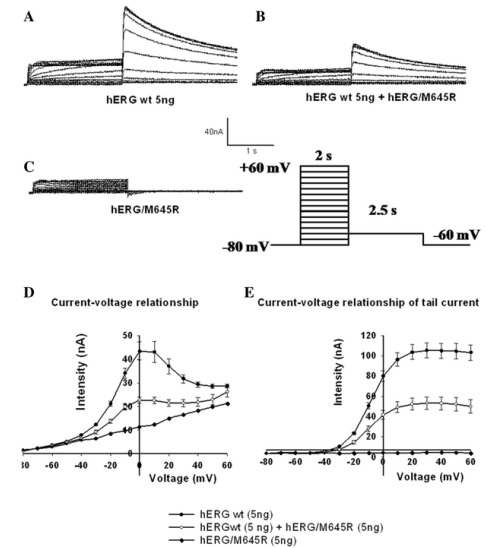 A
B
hERG wt 5ng
hERG wt 5ng + hERG/M645R
40nA
1 s
C
hERG/M645R
+60 mV
2 s
2.5 s
–80 mV
–60 mV
D
Current-voltage relationship
E
Current-voltage relationship of tail current
Intensity (nA)
50
40
30
20
10
0
-80 -60 -40 -20 0 20 40 60
Voltage (mV)
Intensity (nA)
120
100
80
60
40
20
0
-80 -60 -40 -20 0 20 40 60
Voltage (mV)
hERG wt (5ng)
hERGwt (5 ng) + hERG/M645R (5ng)
hERG/M645R (5ng)